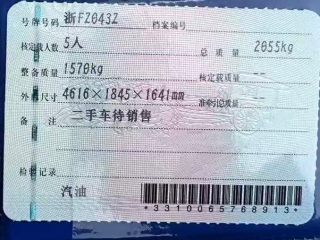 号牌号码 浙FZ043Z 档案编号
核定载人数 5人 总质量 2055kg
整备质量 1570kg 核定载质量 --
外廓尺寸 4616×1845×1641mm 准牵引总质量 --
备注 二手车待销售
检验记录
汽油
*3310065768913*